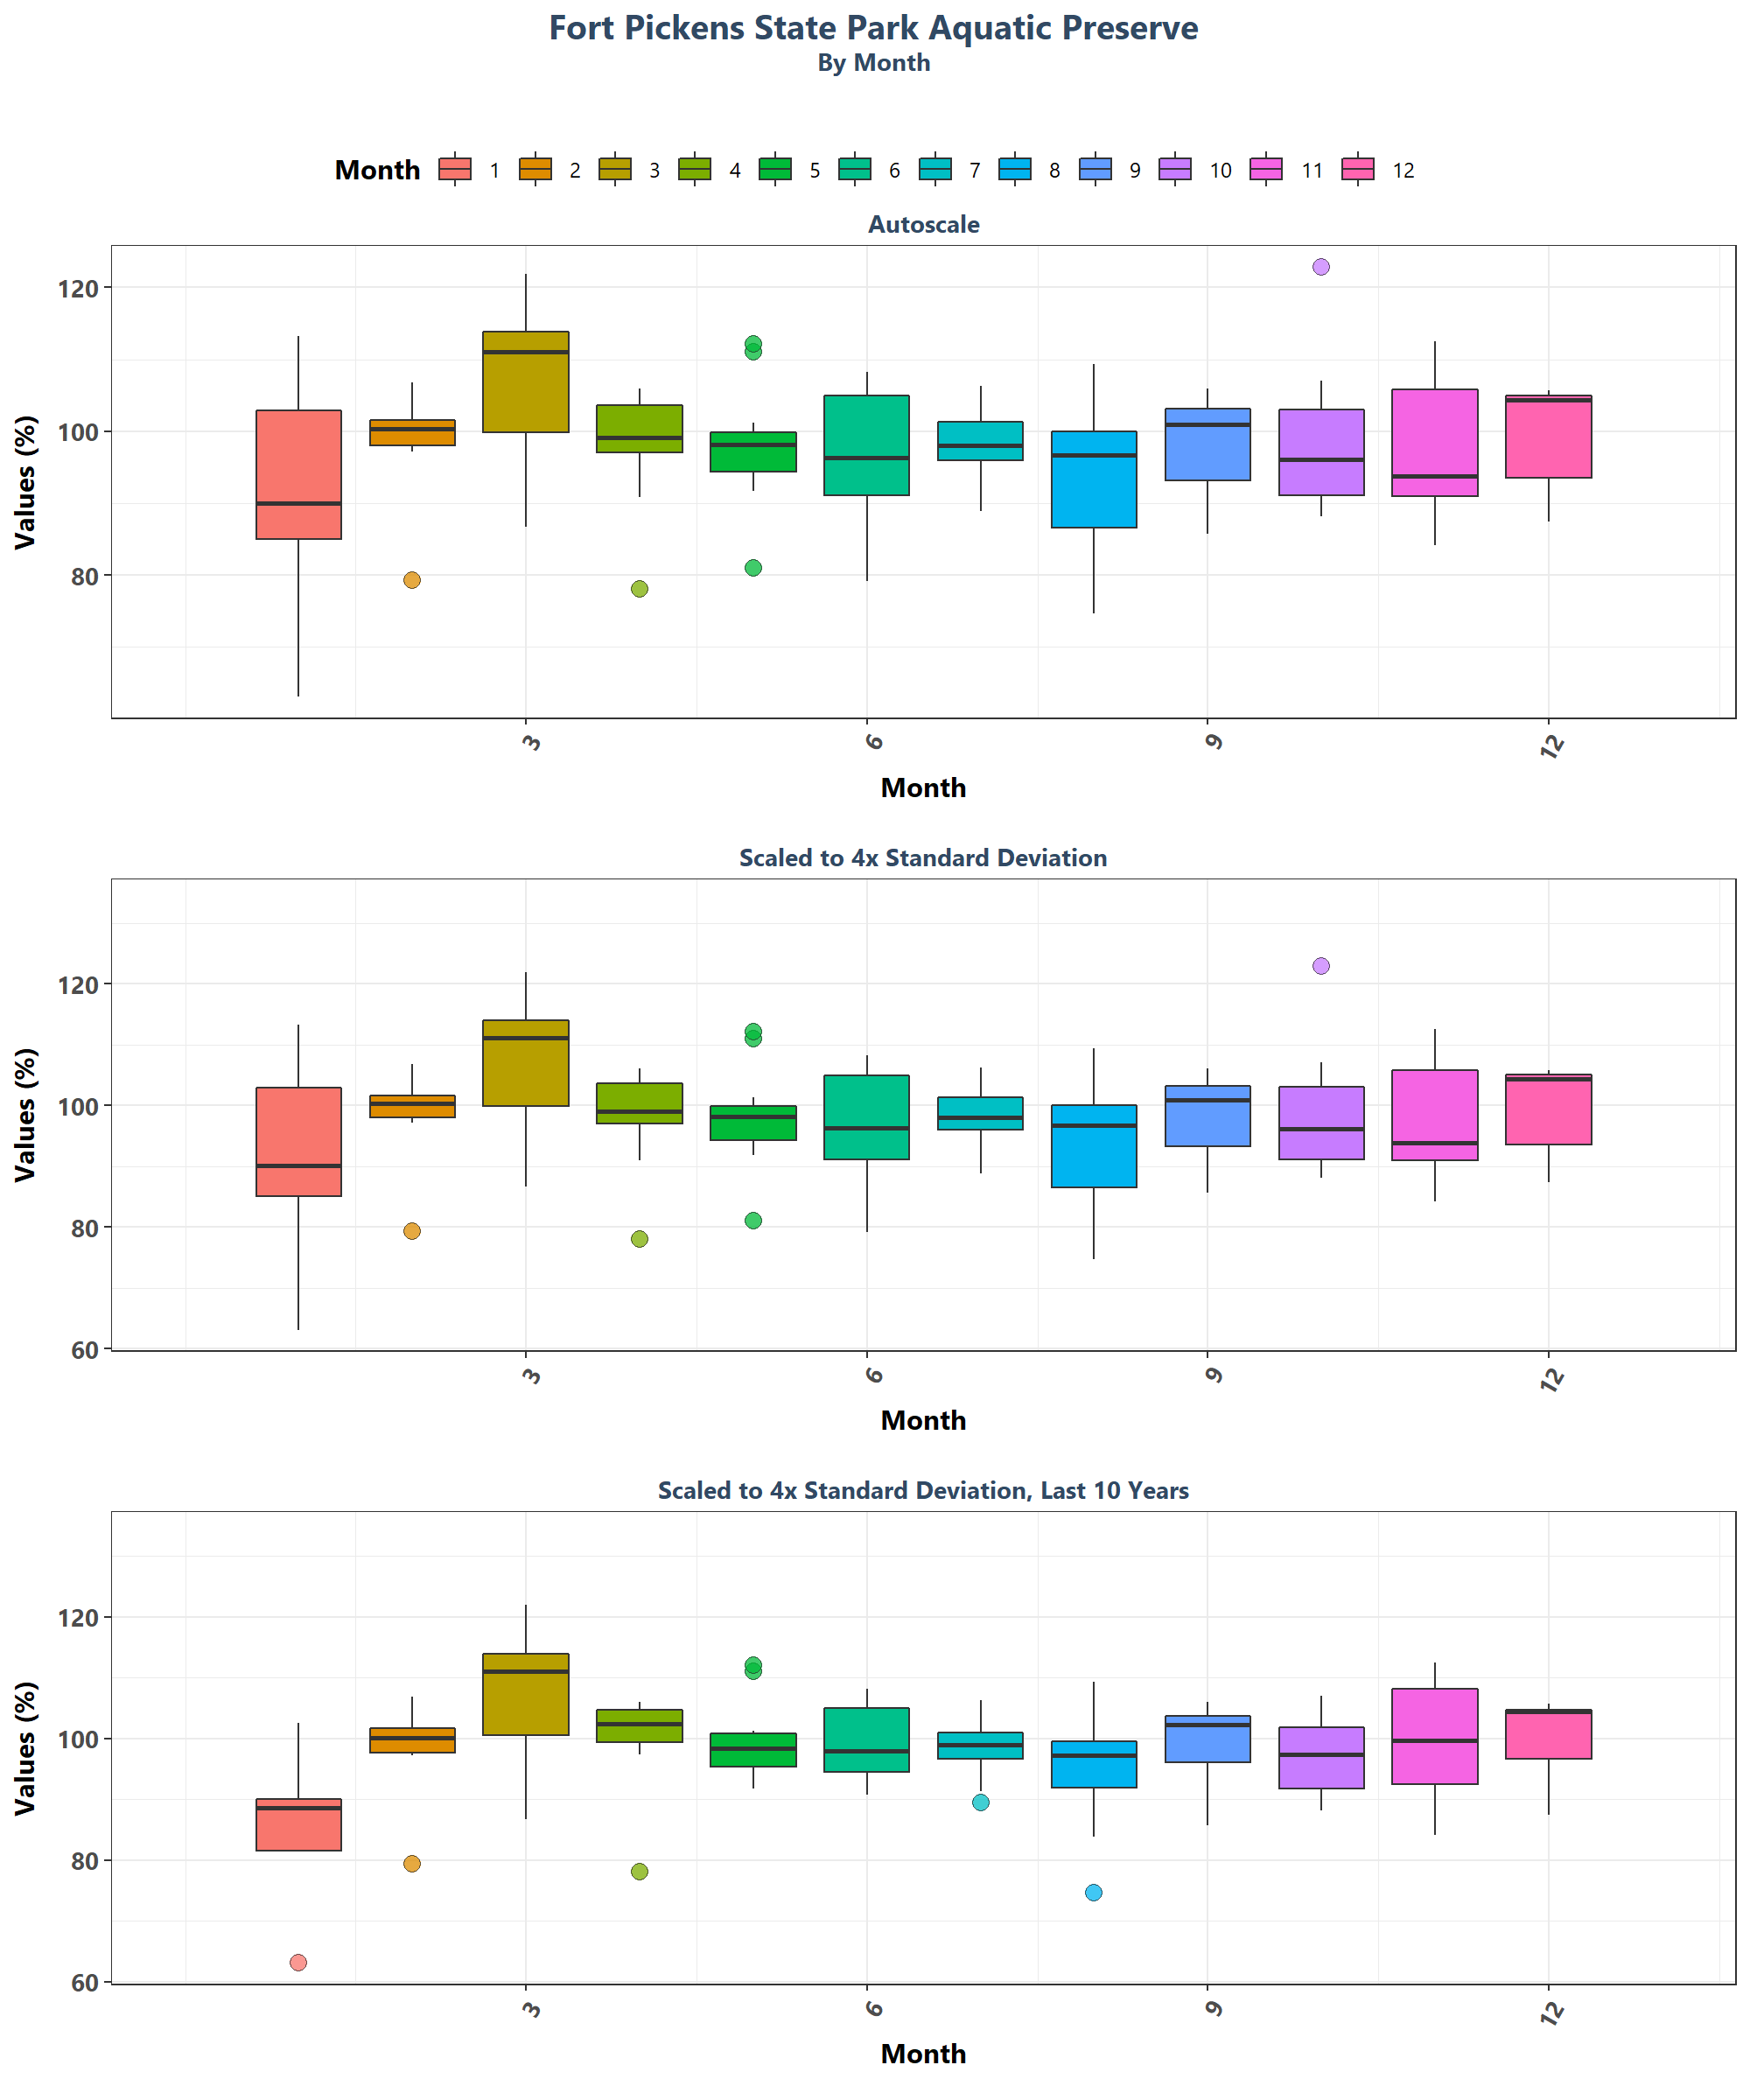 Fort Pickens State Park Aquatic Preserve
By Month
Month 1 2 3 4 5 6 7 8 9 10 11 12
Autoscale
Values (%)
120
100
80
3 6 9 12
Month
Scaled to 4x Standard Deviation
Values (%)
120
100
80
60
3 6 9 12
Month
Scaled to 4x Standard Deviation, Last 10 Years
Values (%)
120
100
80
60
3 6 9 12
Month